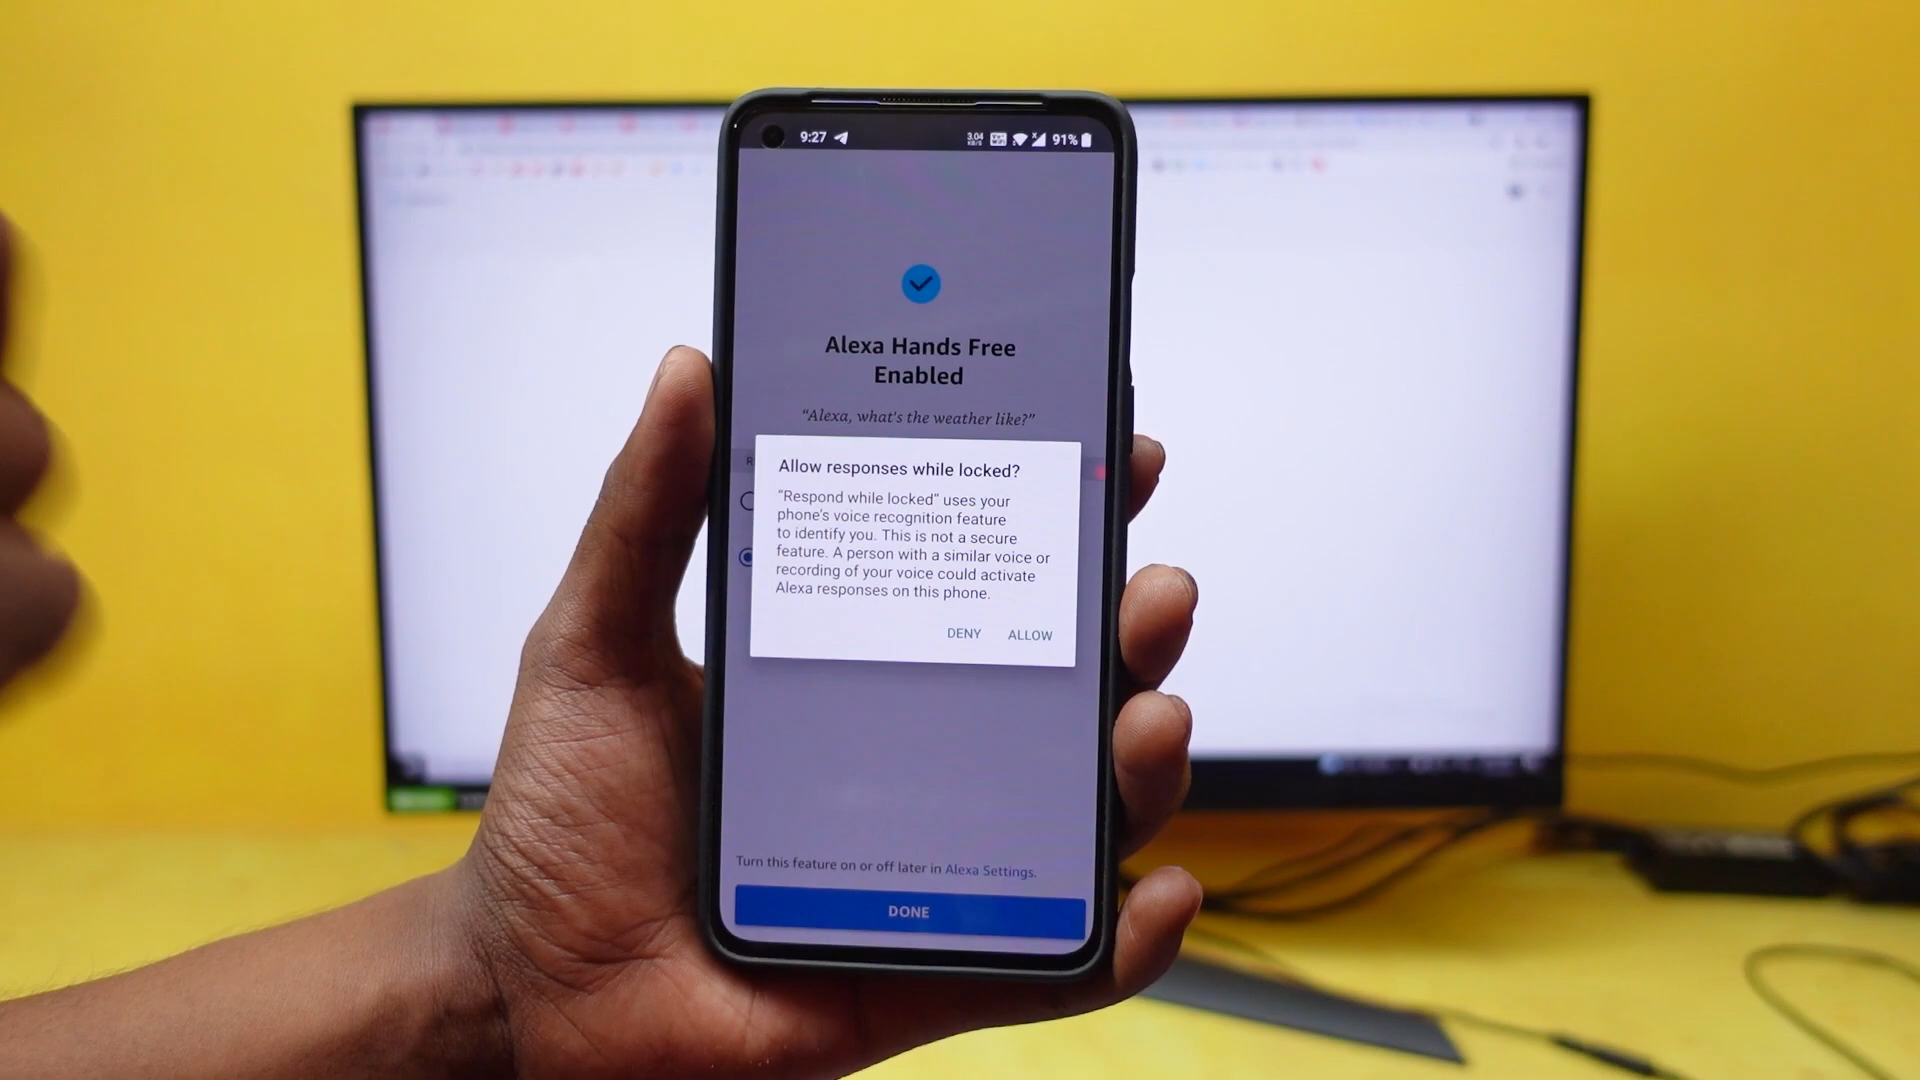 9:27
3.04
KB/S
91%
Alexa Hands Free
Enabled
“Alexa, what's the weather like?”
R
Allow responses while locked?
“Respond while locked” uses your
phone's voice recognition feature
to identify you. This is not a secure
feature. A person with a similar voice or
recording of your voice could activate
Alexa responses on this phone.
DENY ALLOW
Turn this feature on or off later in Alexa Settings.
DONE